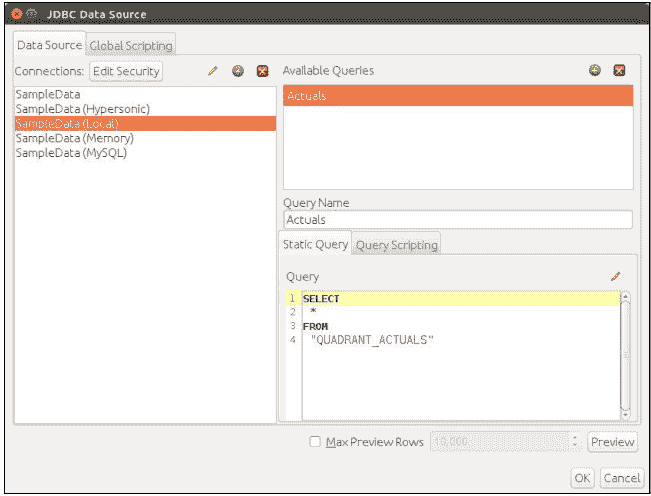 JDBC Data Source
Data Source Global Scripting
Connections: Edit Security
SampleData
SampleData (Hypersonic)
SampleData (Local)
SampleData (Memory)
SampleData (MySQL)
Available Queries
Actuals
Query Name
Actuals
Static Query Query Scripting
Query
1 SELECT
2 *
3 FROM
4 "QUADRANT_ACTUALS"
Max Preview Rows 10,000 Preview
OK Cancel